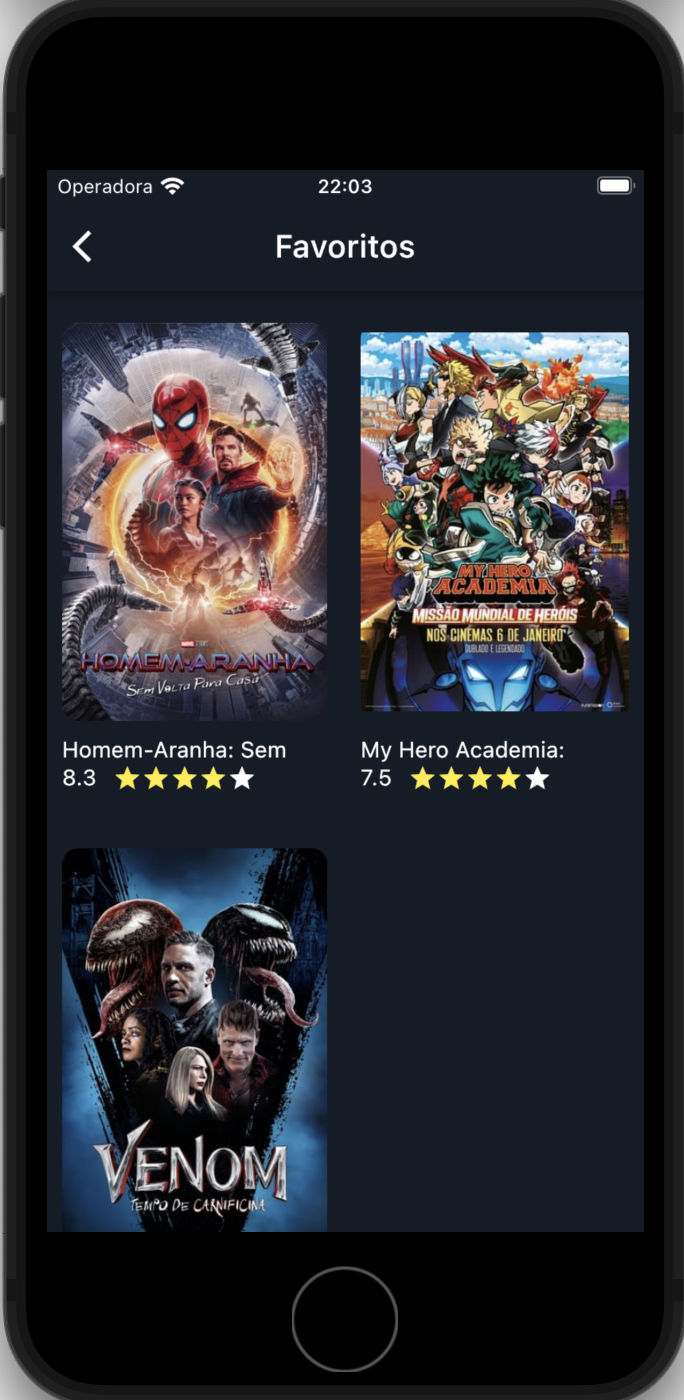 Operadora
22:03
Favoritos
MARVEL STUDIOS
HOMEM-ARANHA
Sem Volta Para Casa
MY HERO
ACADEMIA
MISSÃO MUNDIAL DE HERÓIS
NOS CINEMAS 6 DE JANEIRO
DUBLADO E LEGENDADO
Homem-Aranha: Sem
8.3
My Hero Academia:
7.5
VENOM
TEMPO DE CARNIFICINA